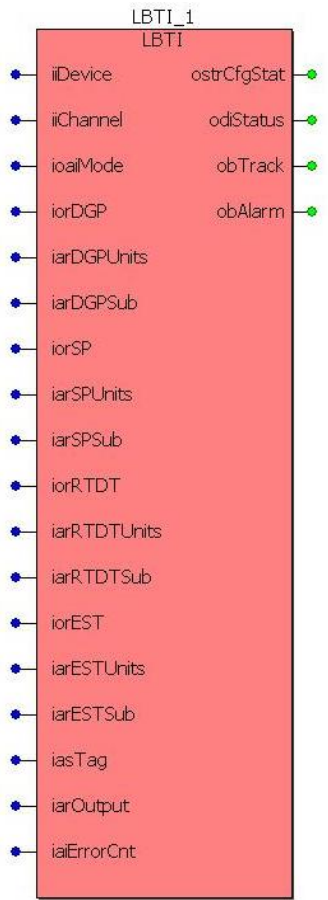 LBTI_1
LBTI
iiDevice ostrCfgStat
iiChannel odiStatus
ioaiMode obTrack
iorDGP obAlarm
iarDGPUnits
iarDGPSub
iorSP
iarSPUnits
iarSPSub
iorRTDT
iarRTDTUnits
iarRTDTSub
iorEST
iarESTUnits
iarESTSub
iasTag
iarOutput
iaiErrorCnt